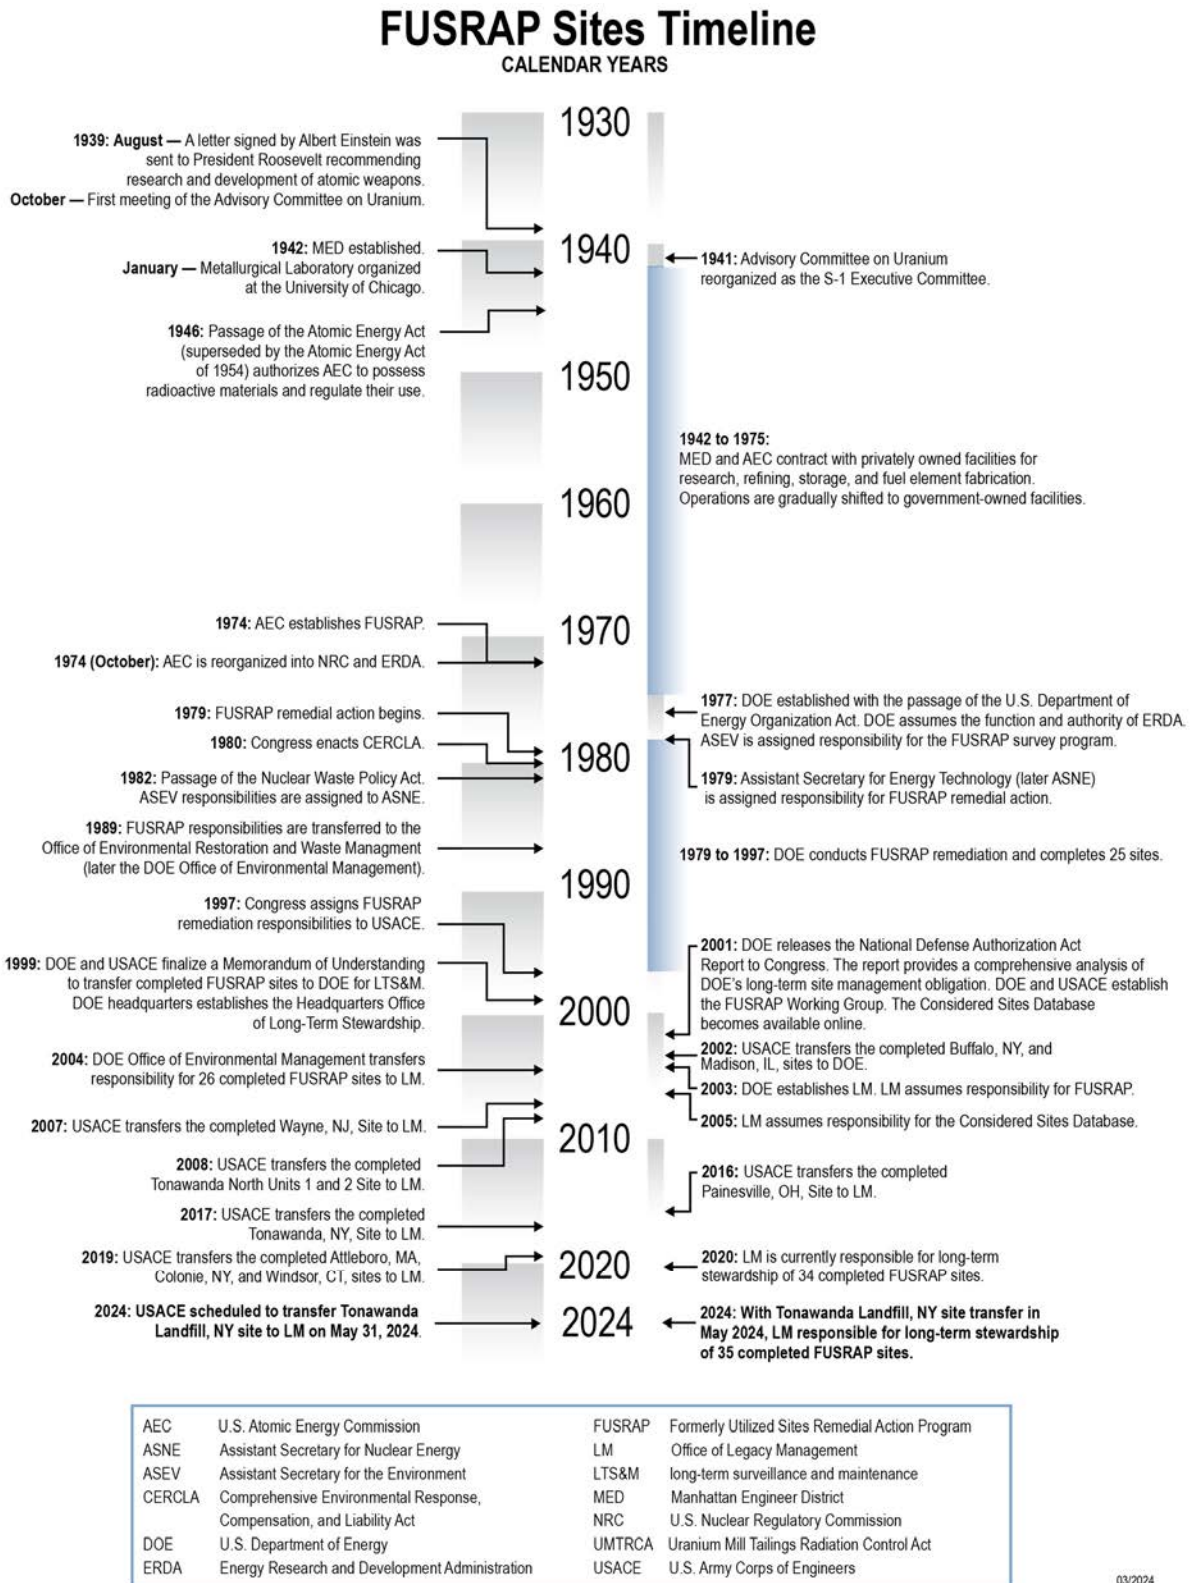 FUSRAP Sites Timeline
CALENDAR YEARS
1930
1939: August — A letter signed by Albert Einstein was
sent to President Roosevelt recommending
research and development of atomic weapons.
October — First meeting of the Advisory Committee on Uranium.
1940
1942: MED established.
January — Metallurgical Laboratory organized
at the University of Chicago.
1941: Advisory Committee on Uranium
reorganized as the S-1 Executive Committee.
1946: Passage of the Atomic Energy Act
(superseded by the Atomic Energy Act
of 1954) authorizes AEC to possess
radioactive materials and regulate their use.
1950
1942 to 1975:
MED and AEC contract with privately owned facilities for
research, refining, storage, and fuel element fabrication.
Operations are gradually shifted to government-owned facilities.
1960
1970
1974: AEC establishes FUSRAP.
1974 (October): AEC is reorganized into NRC and ERDA.
1979: FUSRAP remedial action begins.
1980: Congress enacts CERCLA.
1977: DOE established with the passage of the U.S. Department of
Energy Organization Act. DOE assumes the function and authority of ERDA.
ASEV is assigned responsibility for the FUSRAP survey program.
1980
1982: Passage of the Nuclear Waste Policy Act.
ASEV responsibilities are assigned to ASNE.
1979: Assistant Secretary for Energy Technology (later ASNE)
is assigned responsibility for FUSRAP remedial action.
1989: FUSRAP responsibilities are transferred to the
Office of Environmental Restoration and Waste Managment
(later the DOE Office of Environmental Management).
1979 to 1997: DOE conducts FUSRAP remediation and completes 25 sites.
1990
1997: Congress assigns FUSRAP
remediation responsibilities to USACE.
1999: DOE and USACE finalize a Memorandum of Understanding
to transfer completed FUSRAP sites to DOE for LTS&M.
DOE headquarters establishes the Headquarters Office
of Long-Term Stewardship.
2001: DOE releases the National Defense Authorization Act
Report to Congress. The report provides a comprehensive analysis of
DOE's long-term site management obligation. DOE and USACE establish
the FUSRAP Working Group. The Considered Sites Database
becomes available online.
2000
2004: DOE Office of Environmental Management transfers
responsibility for 26 completed FUSRAP sites to LM.
2002: USACE transfers the completed Buffalo, NY, and
Madison, IL, sites to DOE.
2003: DOE establishes LM. LM assumes responsibility for FUSRAP.
2007: USACE transfers the completed Wayne, NJ, Site to LM.
2005: LM assumes responsibility for the Considered Sites Database.
2010
2008: USACE transfers the completed
Tonawanda North Units 1 and 2 Site to LM.
2016: USACE transfers the completed
Painesville, OH, Site to LM.
2017: USACE transfers the completed
Tonawanda, NY, Site to LM.
2019: USACE transfers the completed Attleboro, MA,
Colonie, NY, and Windsor, CT, sites to LM.
2020
2020: LM is currently responsible for long-term
stewardship of 34 completed FUSRAP sites.
2024: USACE scheduled to transfer Tonawanda
Landfill, NY site to LM on May 31, 2024.
2024
2024: With Tonawanda Landfill, NY site transfer in
May 2024, LM responsible for long-term stewardship
of 35 completed FUSRAP sites.
AEC U.S. Atomic Energy Commission
ASNE Assistant Secretary for Nuclear Energy
ASEV Assistant Secretary for the Environment
CERCLA Comprehensive Environmental Response,
Compensation, and Liability Act
DOE U.S. Department of Energy
ERDA Energy Research and Development Administration
FUSRAP Formerly Utilized Sites Remedial Action Program
LM Office of Legacy Management
LTS&M long-term surveillance and maintenance
MED Manhattan Engineer District
NRC U.S. Nuclear Regulatory Commission
UMTRCA Uranium Mill Tailings Radiation Control Act
USACE U.S. Army Corps of Engineers
03/2024